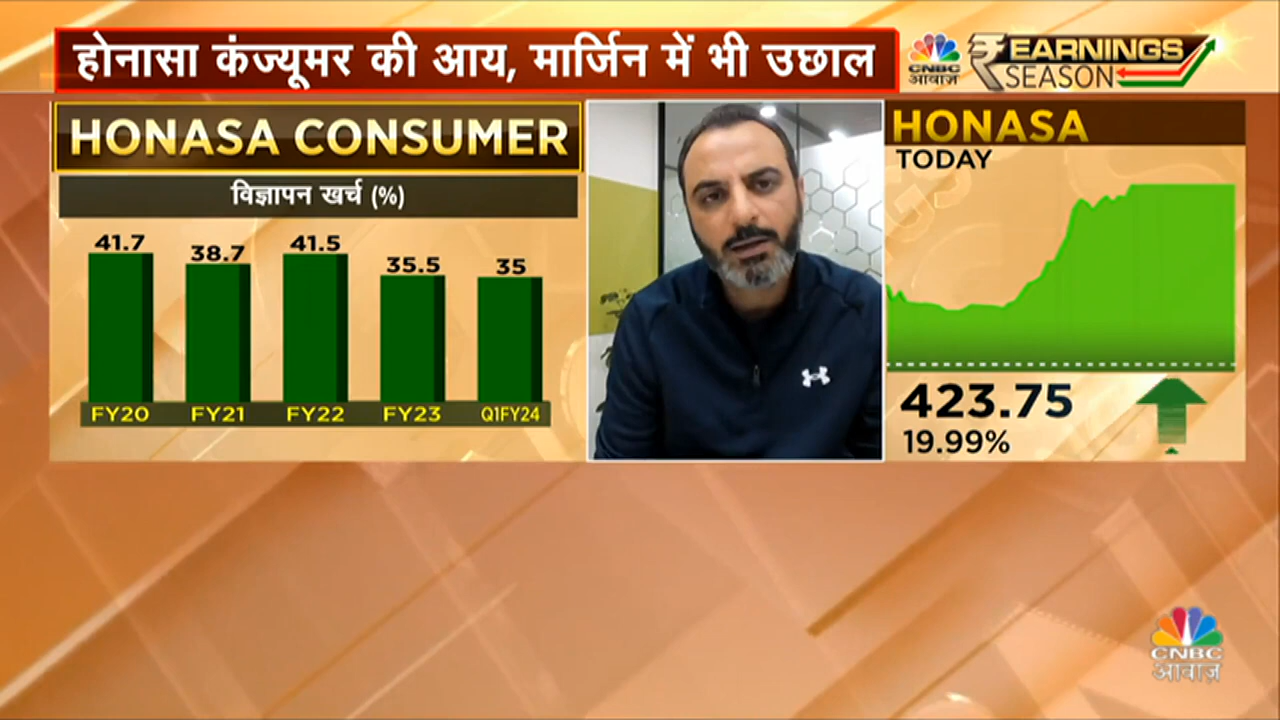 होनासा कंज्यूमर की आय, मार्जिन में भी उछाल
CNBC
आवाज़
₹ EARNINGS
SEASON
HONASA CONSUMER
विज्ञापन खर्च (%)
41.7 38.7 41.5 35.5 35
FY20 FY21 FY22 FY23 Q1FY24
HONASA
TODAY
423.75
19.99%
CNBC
आवाज़